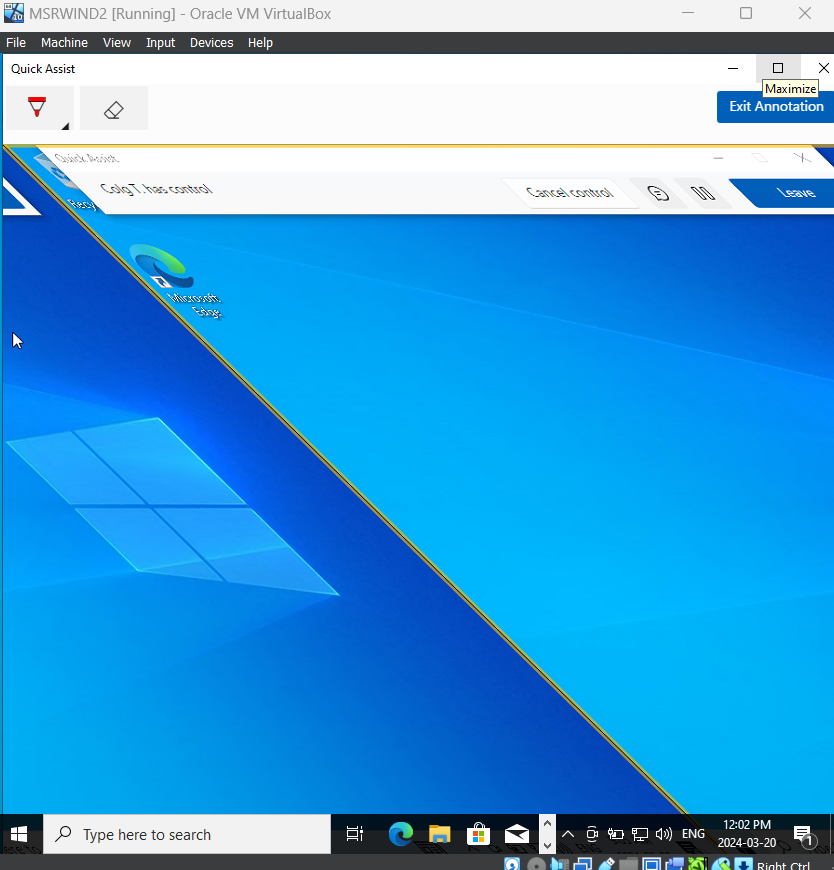 MSRWIND2 [Running] - Oracle VM VirtualBox
File Machine View Input Devices Help
Quick Assist
Maximize
Exit Annotation
Quick Assist
Colg T. has control
Cancel control
Leave
Recy
Microsoft
Edge
Type here to search
ENG
12:02 PM
2024-03-20
1
Right Ctrl